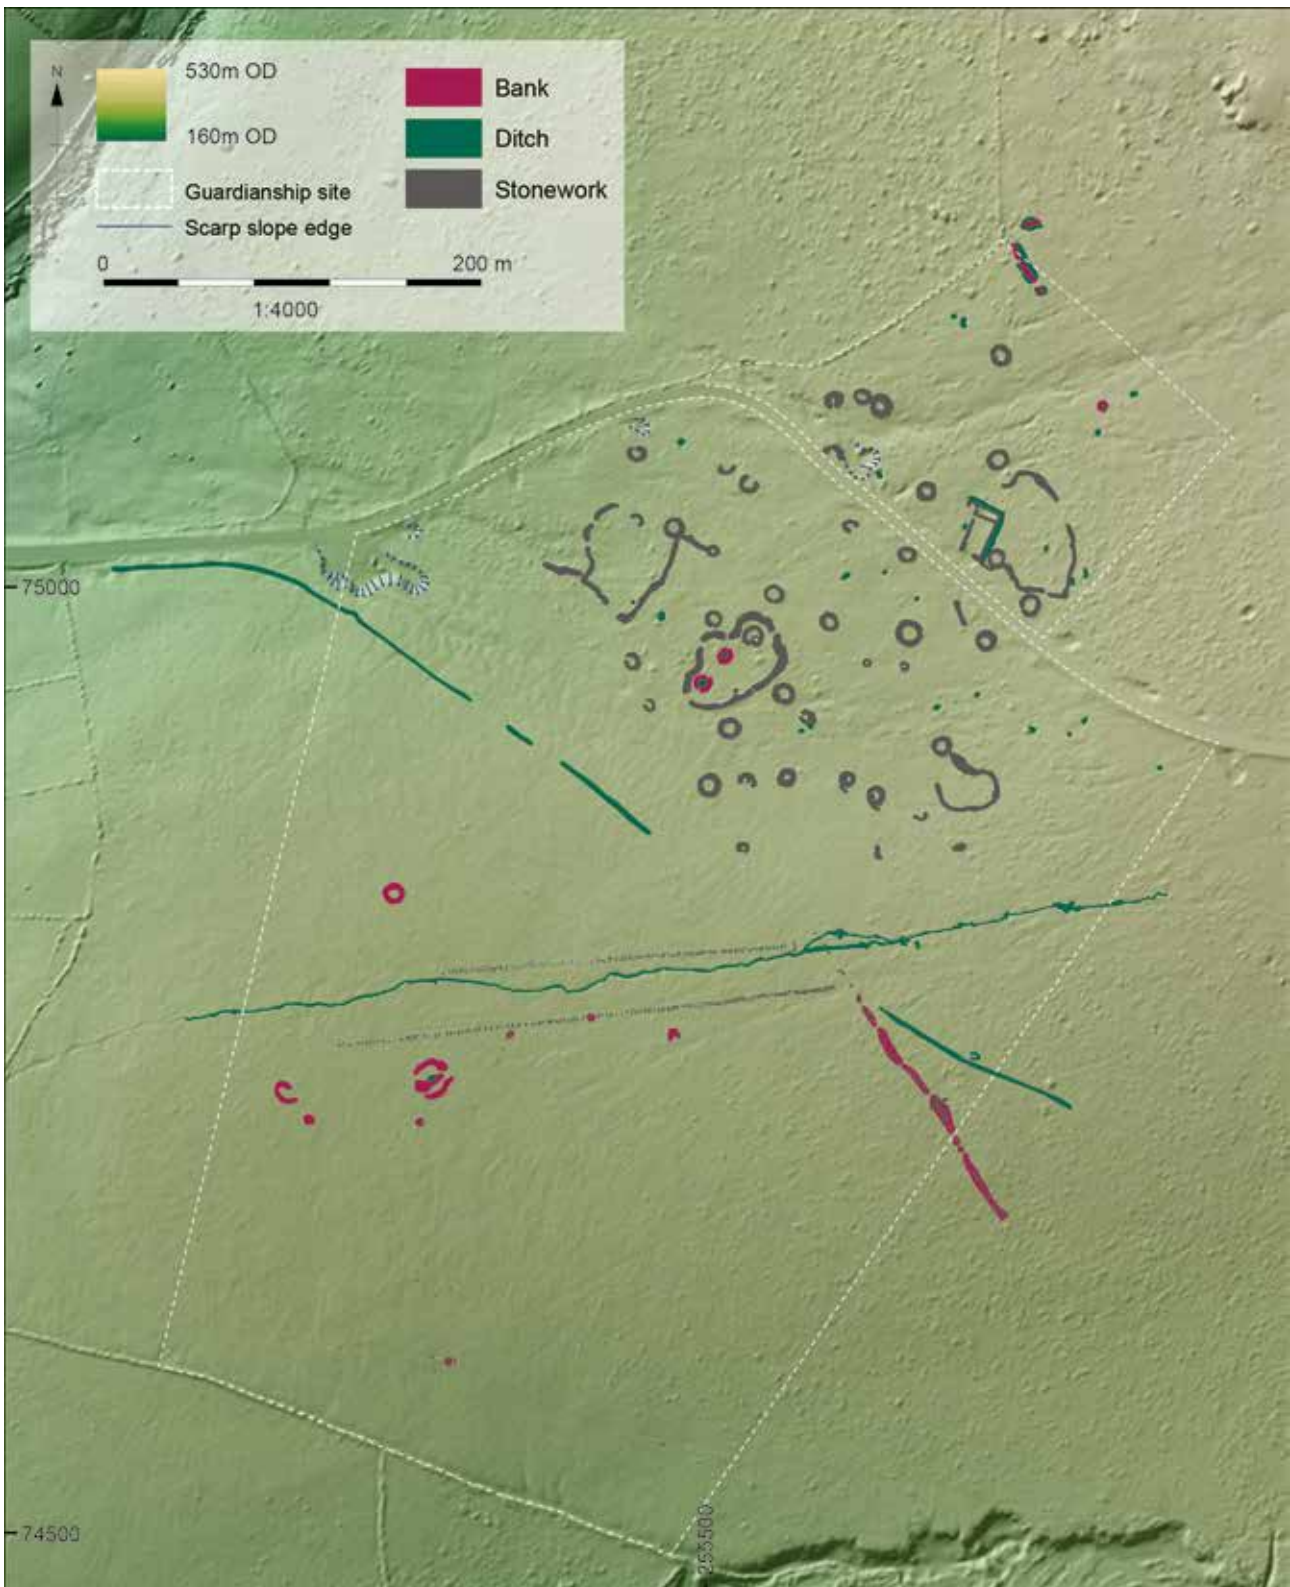 N
530m OD
160m OD
Guardianship site
Scarp slope edge
Bank
Ditch
Stonework
0 200 m
1:4000
75000
74500
255500